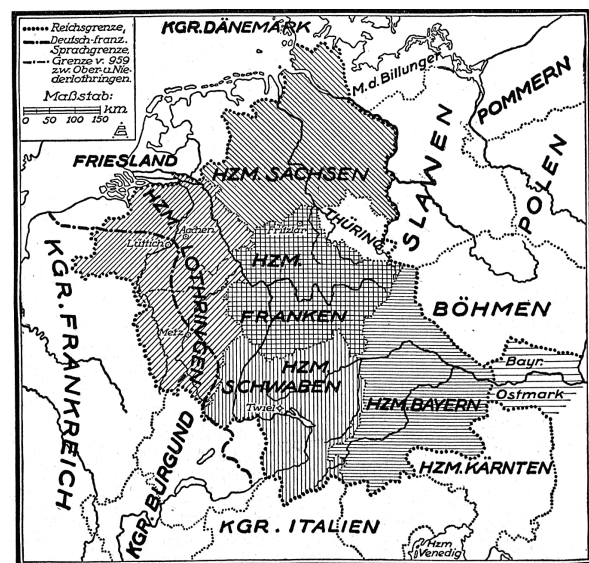 Reichsgrenze,
Deutsch-franz.
Sprachgrenze,
Grenze v. 959
zw. Ober- u. Nie-
derlothringen.
Maßstab:
km
0 50 100 150
KGR. DÄNEMARK
M. d. Billunger
POMMERN
SLAWEN
POLEN
FRIESLAND
HZM. SACHSEN
THÜRING.
HZM. LOTHRINGEN
Aachen
Lüttich
Fritzlar
HZM.
FRANKEN
BÖHMEN
Metz
KGR. FRANKREICH
HZM.
SCHWABEN
Twiel
HZM. BAYERN
Bayr.
Ostmark
KGR. BURGUND
HZM. KÄRNTEN
KGR. ITALIEN
Hzm
Venedig